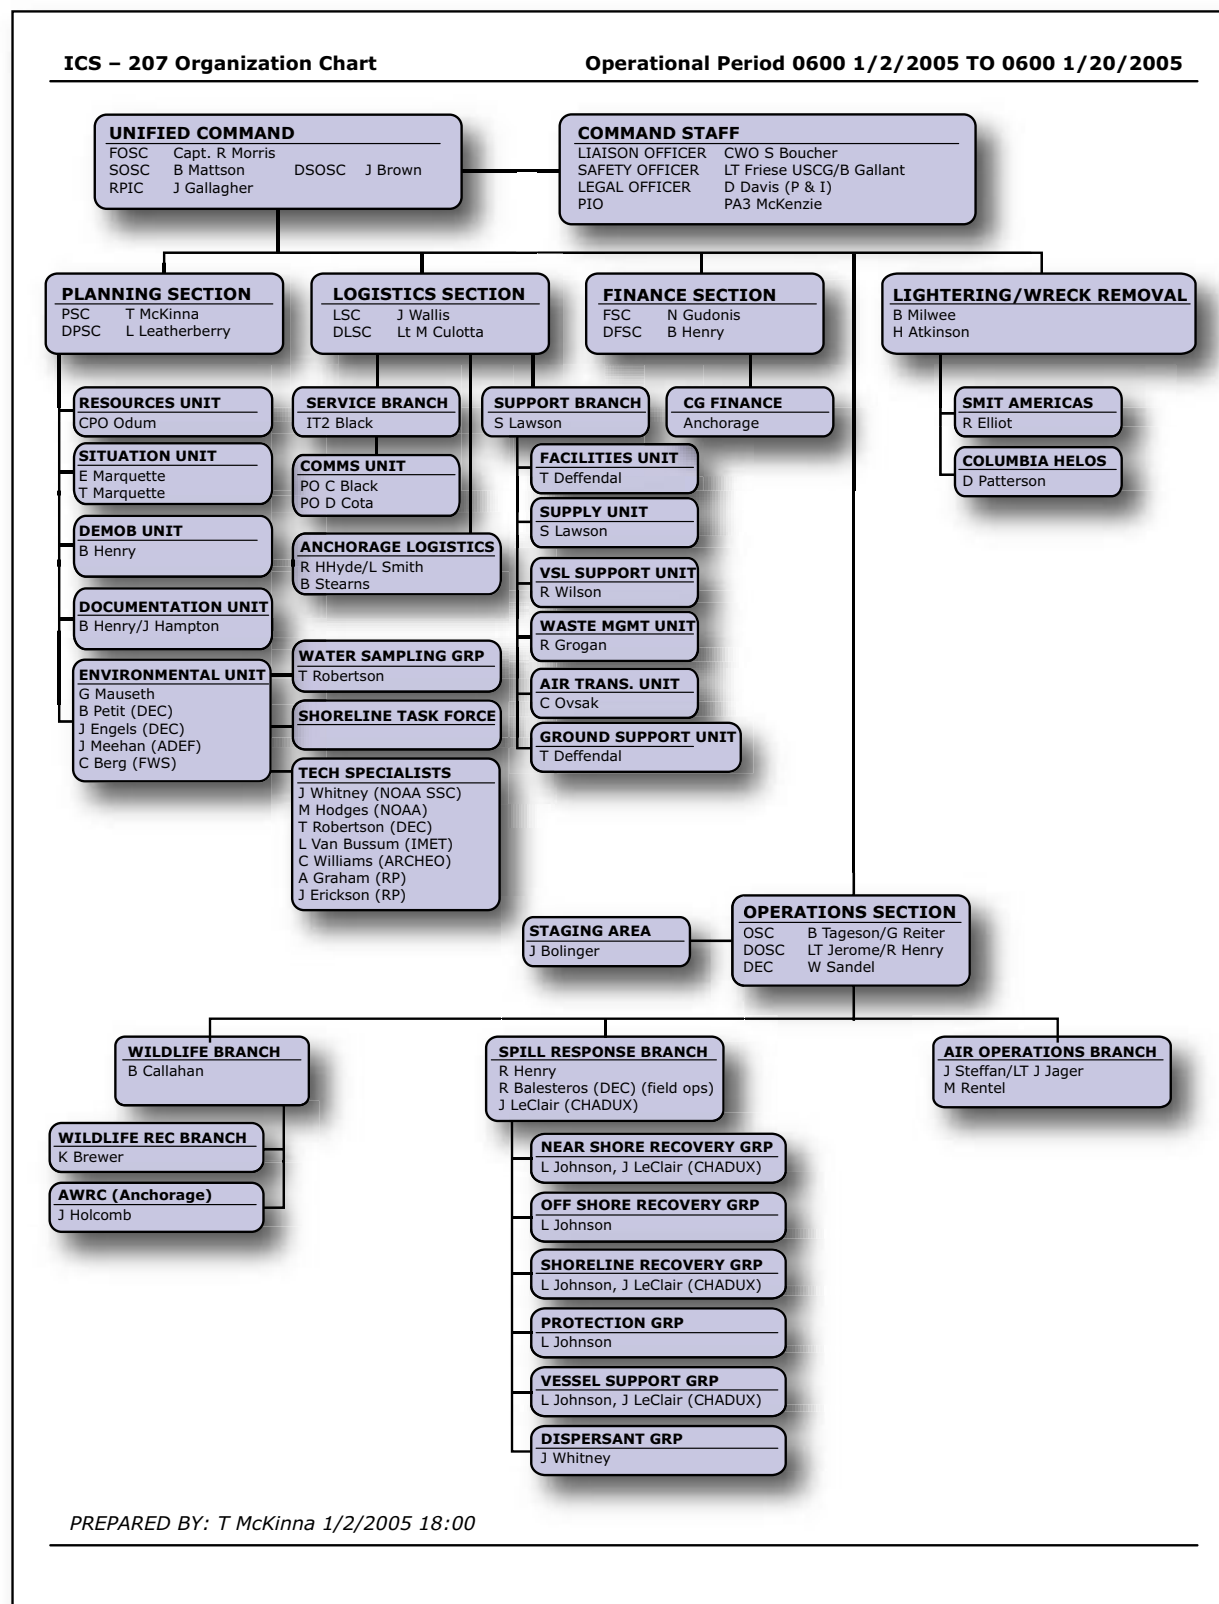 ICS – 207 Organization Chart
Operational Period 0600 1/2/2005 TO 0600 1/20/2005
UNIFIED COMMAND
FOSC Capt. R Morris
SOSC B Mattson DSOSC J Brown
RPIC J Gallagher
COMMAND STAFF
LIAISON OFFICER CWO S Boucher
SAFETY OFFICER LT Friese USCG/B Gallant
LEGAL OFFICER D Davis (P & I)
PIO PA3 McKenzie
PLANNING SECTION
PSC T McKinna
DPSC L Leatherberry
LOGISTICS SECTION
LSC J Wallis
DLSC Lt M Culotta
FINANCE SECTION
FSC N Gudonis
DFSC B Henry
LIGHTERING/WRECK REMOVAL
B Milwee
H Atkinson
RESOURCES UNIT
CPO Odum
SITUATION UNIT
E Marquette
T Marquette
DEMOB UNIT
B Henry
DOCUMENTATION UNIT
B Henry/J Hampton
ENVIRONMENTAL UNIT
G Mauseth
B Petit (DEC)
J Engels (DEC)
J Meehan (ADEF)
C Berg (FWS)
SERVICE BRANCH
IT2 Black
COMMS UNIT
PO C Black
PO D Cota
ANCHORAGE LOGISTICS
R HHyde/L Smith
B Stearns
WATER SAMPLING GRP
T Robertson
SHORELINE TASK FORCE
TECH SPECIALISTS
J Whitney (NOAA SSC)
M Hodges (NOAA)
T Robertson (DEC)
L Van Bussum (IMET)
C Williams (ARCHEO)
A Graham (RP)
J Erickson (RP)
SUPPORT BRANCH
S Lawson
FACILITIES UNIT
T Deffendal
SUPPLY UNIT
S Lawson
VSL SUPPORT UNIT
R Wilson
WASTE MGMT UNIT
R Grogan
AIR TRANS. UNIT
C Ovsak
GROUND SUPPORT UNIT
T Deffendal
CG FINANCE
Anchorage
SMIT AMERICAS
R Elliot
COLUMBIA HELOS
D Patterson
STAGING AREA
J Bolinger
OPERATIONS SECTION
OSC B Tageson/G Reiter
DOSC LT Jerome/R Henry
DEC W Sandel
WILDLIFE BRANCH
B Callahan
WILDLIFE REC BRANCH
K Brewer
AWRC (Anchorage)
J Holcomb
SPILL RESPONSE BRANCH
R Henry
R Balesteros (DEC) (field ops)
J LeClair (CHADUX)
NEAR SHORE RECOVERY GRP
L Johnson, J LeClair (CHADUX)
OFF SHORE RECOVERY GRP
L Johnson
SHORELINE RECOVERY GRP
L Johnson, J LeClair (CHADUX)
PROTECTION GRP
L Johnson
VESSEL SUPPORT GRP
L Johnson, J LeClair (CHADUX)
DISPERSANT GRP
J Whitney
AIR OPERATIONS BRANCH
J Steffan/LT J Jager
M Rentel
PREPARED BY: T McKinna 1/2/2005 18:00